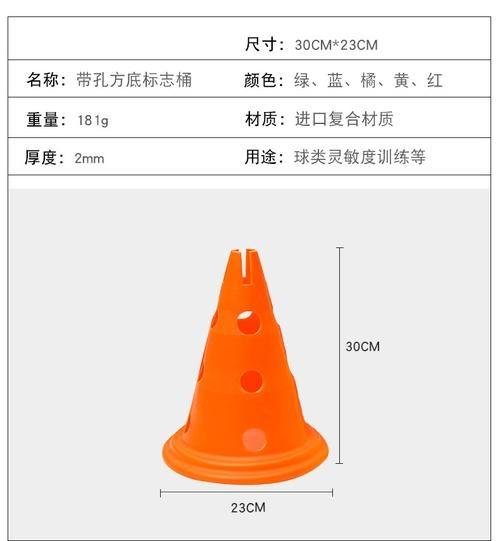 尺寸：30CM*23CM
名称：带孔方底标志桶 颜色：绿、蓝、橘、黄、红
重量：181g 材质：进口复合材质
厚度：2mm 用途：球类灵敏度训练等
30CM
23CM